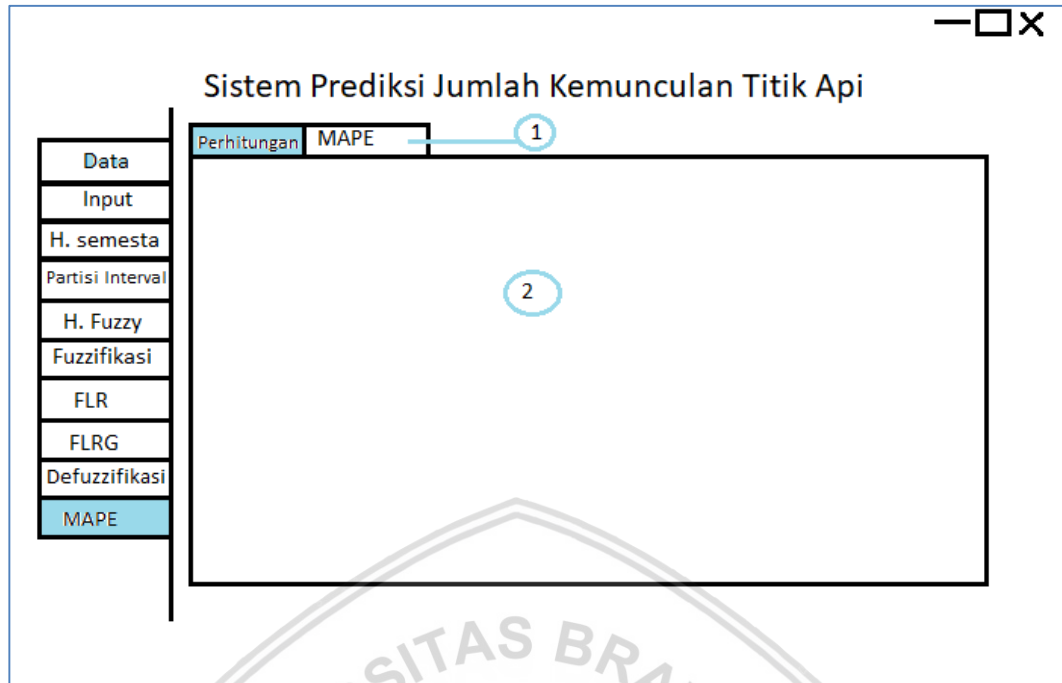 Sistem Prediksi Jumlah Kemunculan Titik Api
Perhitungan MAPE 1
Data
Input
H. semesta
Partisi Interval
H. Fuzzy
Fuzzifikasi
FLR
FLRG
Defuzzifikasi
MAPE
2
SITAS BRA